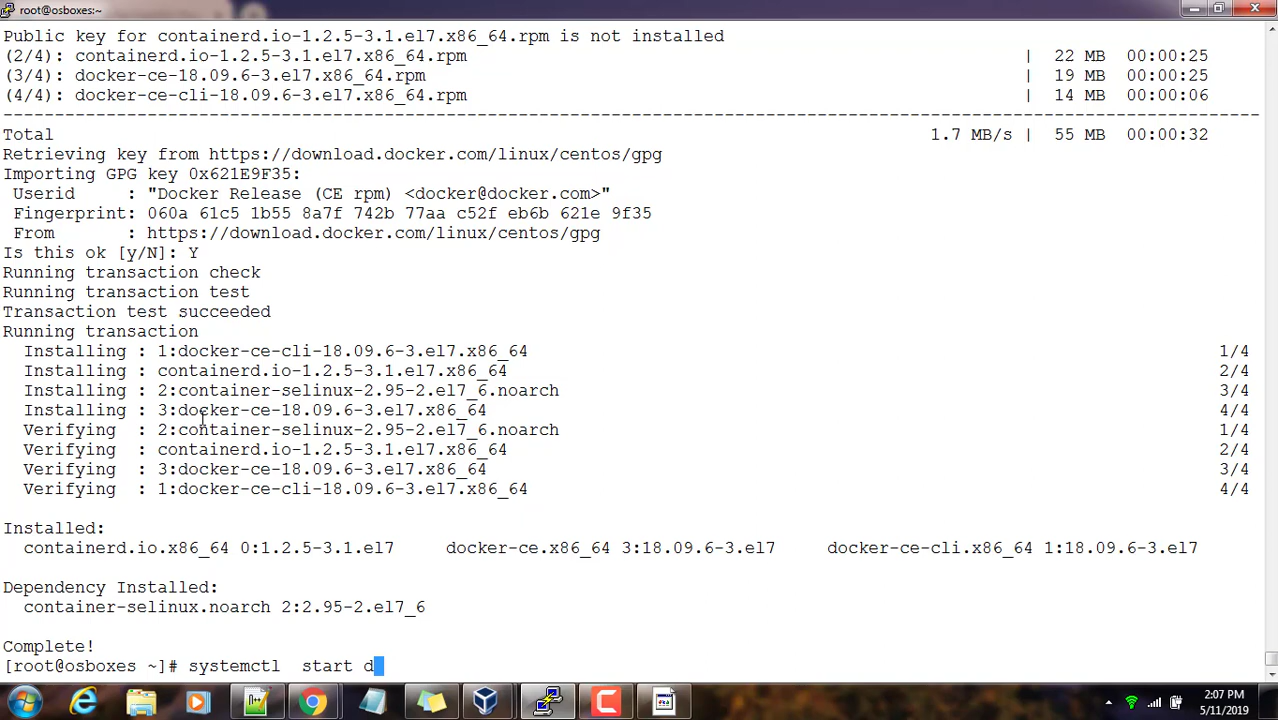 root@osboxes:~
Public key for containerd.io-1.2.5-3.1.el7.x86_64.rpm is not installed
(2/4): containerd.io-1.2.5-3.1.el7.x86_64.rpm | 22 MB 00:00:25
(3/4): docker-ce-18.09.6-3.el7.x86_64.rpm | 19 MB 00:00:25
(4/4): docker-ce-cli-18.09.6-3.el7.x86_64.rpm | 14 MB 00:00:06
--------------------------------------------------------------------------------------------------------------------------
Total 1.7 MB/s | 55 MB 00:00:32
Retrieving key from https://download.docker.com/linux/centos/gpg
Importing GPG key 0x621E9F35:
Userid : "Docker Release (CE rpm) <docker@docker.com>"
Fingerprint: 060a 61c5 1b55 8a7f 742b 77aa c52f eb6b 621e 9f35
From : https://download.docker.com/linux/centos/gpg
Is this ok [y/N]: Y
Running transaction check
Running transaction test
Transaction test succeeded
Running transaction
Installing : 1:docker-ce-cli-18.09.6-3.el7.x86_64 1/4
Installing : containerd.io-1.2.5-3.1.el7.x86_64 2/4
Installing : 2:container-selinux-2.95-2.el7_6.noarch 3/4
Installing : 3:docker-ce-18.09.6-3.el7.x86_64 4/4
Verifying : 2:container-selinux-2.95-2.el7_6.noarch 1/4
Verifying : containerd.io-1.2.5-3.1.el7.x86_64 2/4
Verifying : 3:docker-ce-18.09.6-3.el7.x86_64 3/4
Verifying : 1:docker-ce-cli-18.09.6-3.el7.x86_64 4/4
Installed:
containerd.io.x86_64 0:1.2.5-3.1.el7 docker-ce.x86_64 3:18.09.6-3.el7 docker-ce-cli.x86_64 1:18.09.6-3.el7
Dependency Installed:
container-selinux.noarch 2:2.95-2.el7_6
Complete!
[root@osboxes ~]# systemctl  start d
2:07 PM
5/11/2019